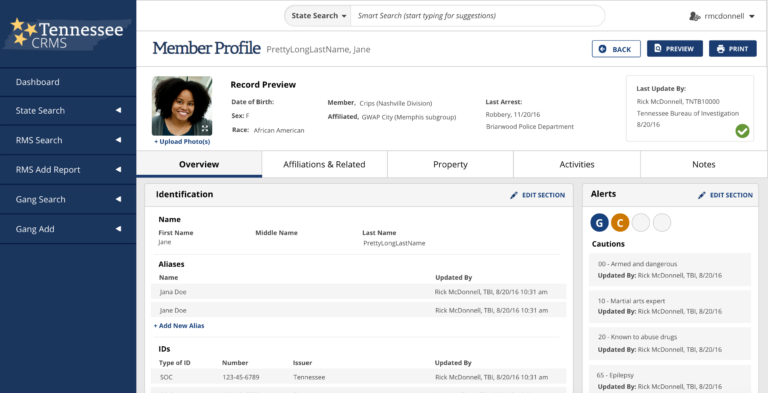 Tennessee
CRMS
State Search
Smart Search (start typing for suggestions)
rmcdonnell
Member Profile
PrettyLongLastName, Jane
BACK
PREVIEW
PRINT
Dashboard
State Search
RMS Search
RMS Add Report
Gang Search
Gang Add
+ Upload Photo(s)
Record Preview
Date of Birth:
Sex: F
Race: African American
Member, Crips (Nashville Division)
Affiliated, GWAP City (Memphis subgroup)
Last Arrest:
Robbery, 11/20/16
Briarwood Police Department
Last Update By:
Rick McDonnell, TNTB10000
Tennessee Bureau of Investigation
8/20/16
Overview
Affiliations & Related
Property
Activities
Notes
Identification
EDIT SECTION
Name
First Name Middle Name Last Name
Jane PrettyLongLastName
Aliases
Name Updated By
Jana Doe Rick McDonnell, TBI, 8/20/16 10:31 am
Jane Doe Rick McDonnell, TBI, 8/20/16 10:31 am
+ Add New Alias
IDs
Type of ID Number Issuer Updated By
SOC 123-45-6789 Tennessee Rick McDonnell, TBI, 8/20/16 10:31 am
Alerts
EDIT SECTION
G C
Cautions
00 - Armed and dangerous
Updated By: Rick McDonnell, TBI, 8/20/16
10 - Martial arts expert
Updated By: Rick McDonnell, TBI, 8/20/16
20 - Known to abuse drugs
Updated By: Rick McDonnell, TBI, 8/20/16
65 - Epilepsy
Updated By: Rick McDonnell, TBI, 8/20/16